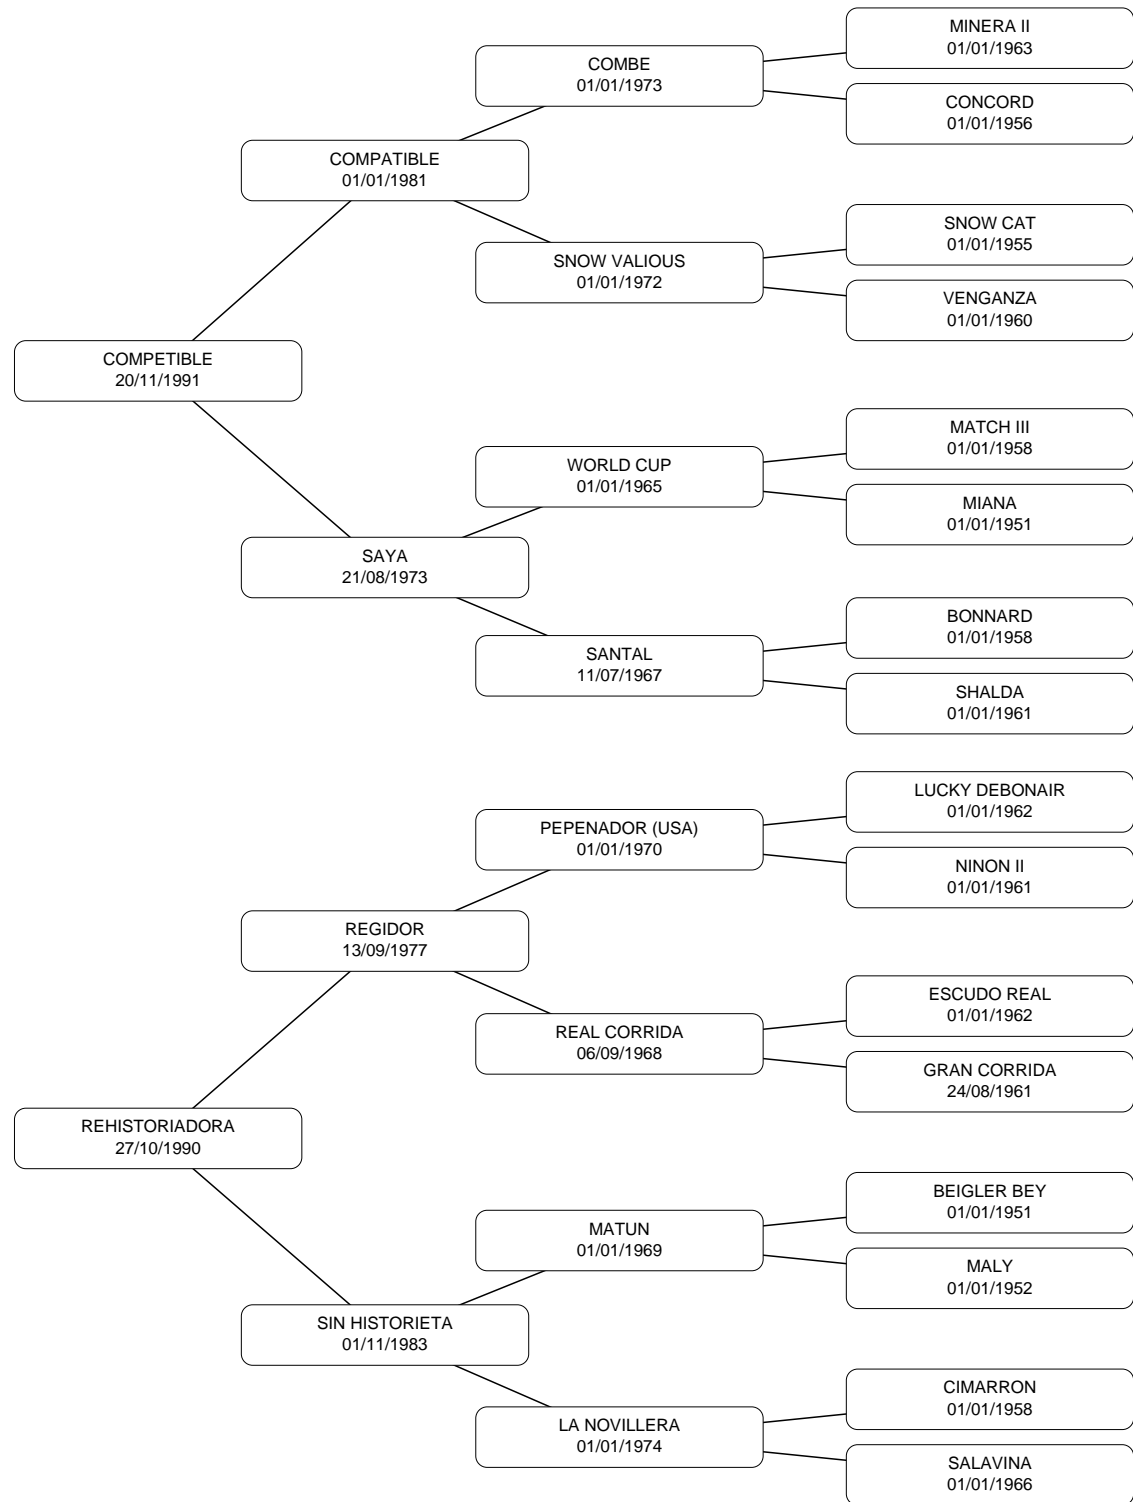 MINERA II
01/01/1963
COMBE
01/01/1973
CONCORD
01/01/1956
COMPATIBLE
01/01/1981
SNOW CAT
01/01/1955
SNOW VALIOUS
01/01/1972
VENGANZA
01/01/1960
COMPETIBLE
20/11/1991
MATCH III
01/01/1958
WORLD CUP
01/01/1965
MIANA
01/01/1951
SAYA
21/08/1973
BONNARD
01/01/1958
SANTAL
11/07/1967
SHALDA
01/01/1961
LUCKY DEBONAIR
01/01/1962
PEPENADOR (USA)
01/01/1970
NINON II
01/01/1961
REGIDOR
13/09/1977
ESCUDO REAL
01/01/1962
REAL CORRIDA
06/09/1968
GRAN CORRIDA
24/08/1961
REHISTORIADORA
27/10/1990
BEIGLER BEY
01/01/1951
MATUN
01/01/1969
MALY
01/01/1952
SIN HISTORIETA
01/11/1983
CIMARRON
01/01/1958
LA NOVILLERA
01/01/1974
SALAVINA
01/01/1966